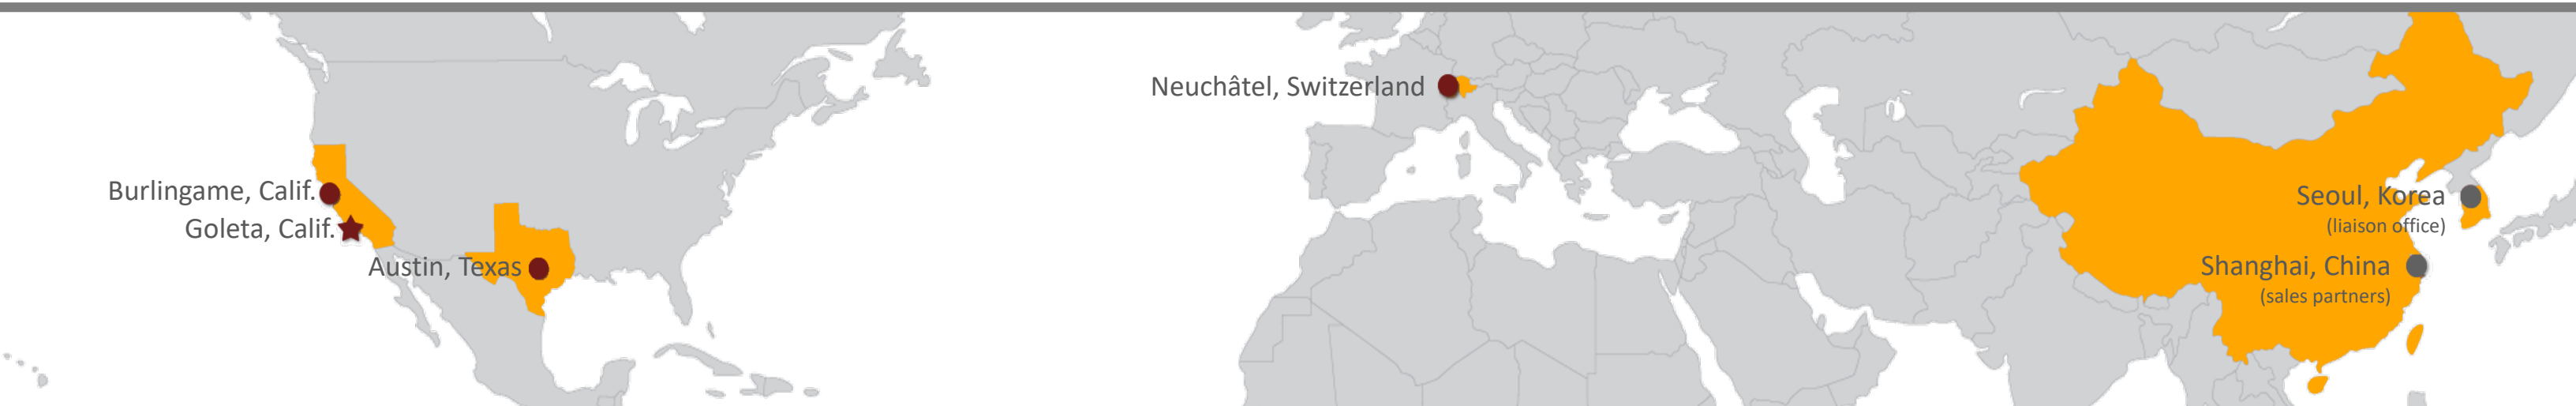 Neuchâtel, Switzerland
Burlingame, Calif.
Goleta, Calif.
Austin, Texas
Seoul, Korea
(liaison office)
Shanghai, China
(sales partners)